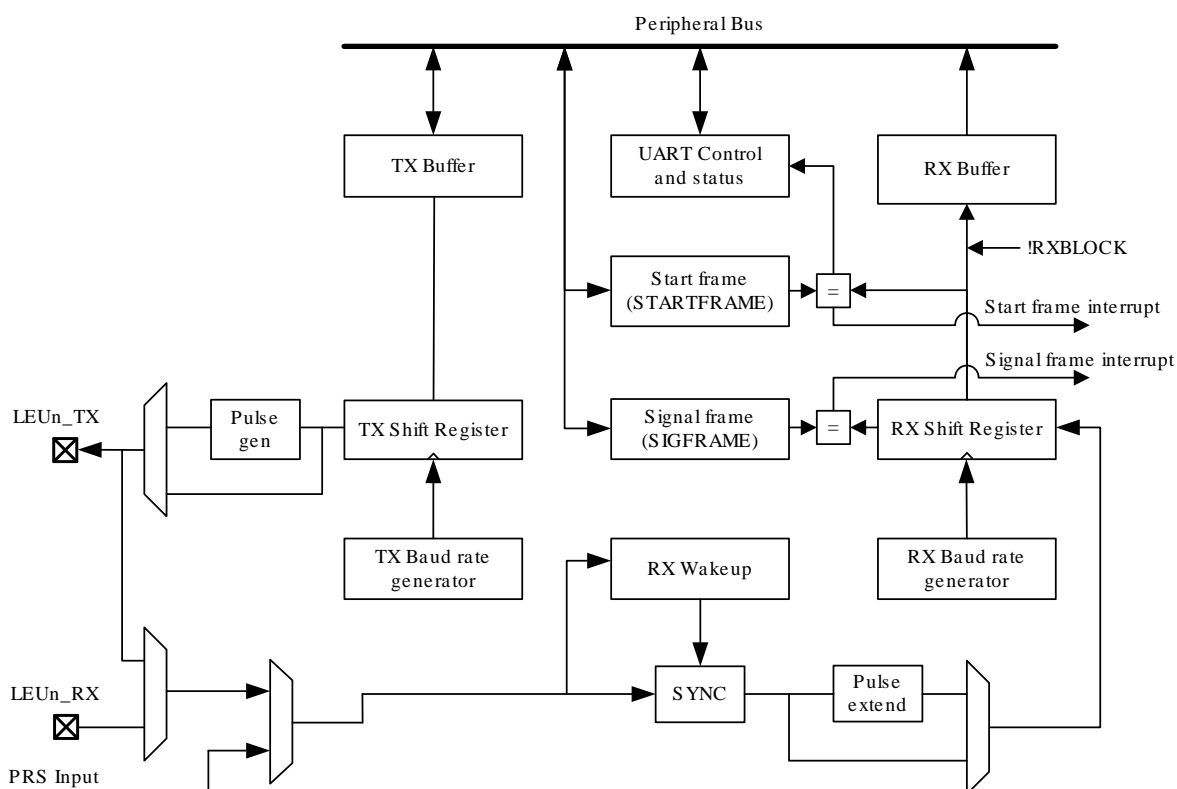 Peripheral Bus
TX Buffer
UART Control
and status
RX Buffer
!RXBLOCK
Start frame
(STARTFRAME)
=
Start frame interrupt
Signal frame interrupt
LEUn_TX
Pulse
gen
TX Shift Register
Signal frame
(SIGFRAME)
=
RX Shift Register
TX Baud rate
generator
RX Wakeup
RX Baud rate
generator
LEUn_RX
SYNC
Pulse
extend
PRS Input